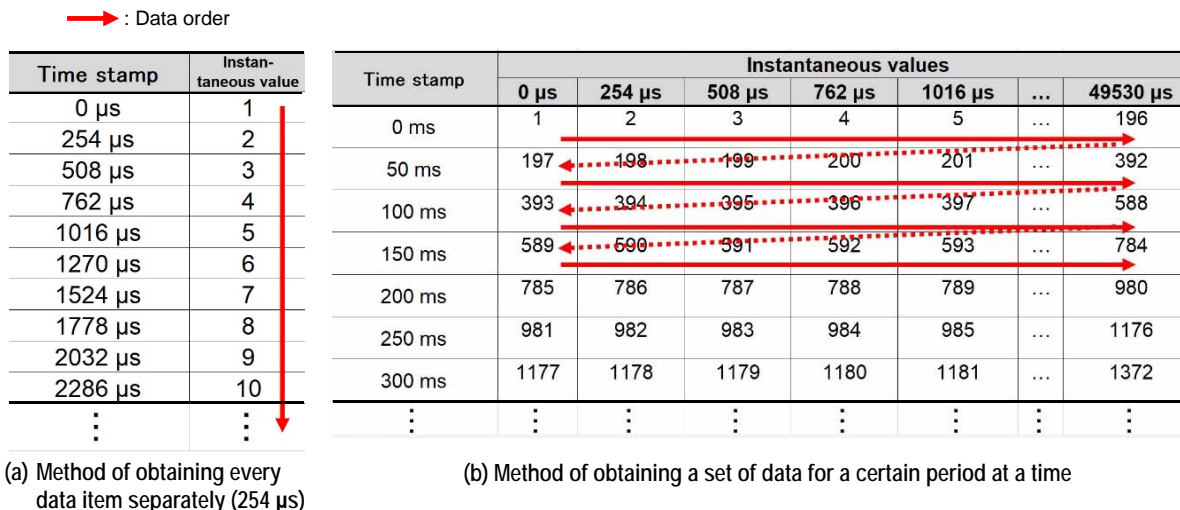 : Data order
Time stamp Instan-
taneous value
0 µs 1
254 µs 2
508 µs 3
762 µs 4
1016 µs 5
1270 µs 6
1524 µs 7
1778 µs 8
2032 µs 9
2286 µs 10
⋮ ⋮
(a) Method of obtaining every
data item separately (254 µs)
Time stamp Instantaneous values
0 µs 254 µs 508 µs 762 µs 1016 µs ... 49530 µs
0 ms 1 2 3 4 5 ... 196
50 ms 197 198 199 200 201 ... 392
100 ms 393 394 395 396 397 ... 588
150 ms 589 590 591 592 593 ... 784
200 ms 785 786 787 788 789 ... 980
250 ms 981 982 983 984 985 ... 1176
300 ms 1177 1178 1179 1180 1181 ... 1372
⋮ ⋮ ⋮ ⋮ ⋮ ⋮ ⋮ ⋮
(b) Method of obtaining a set of data for a certain period at a time